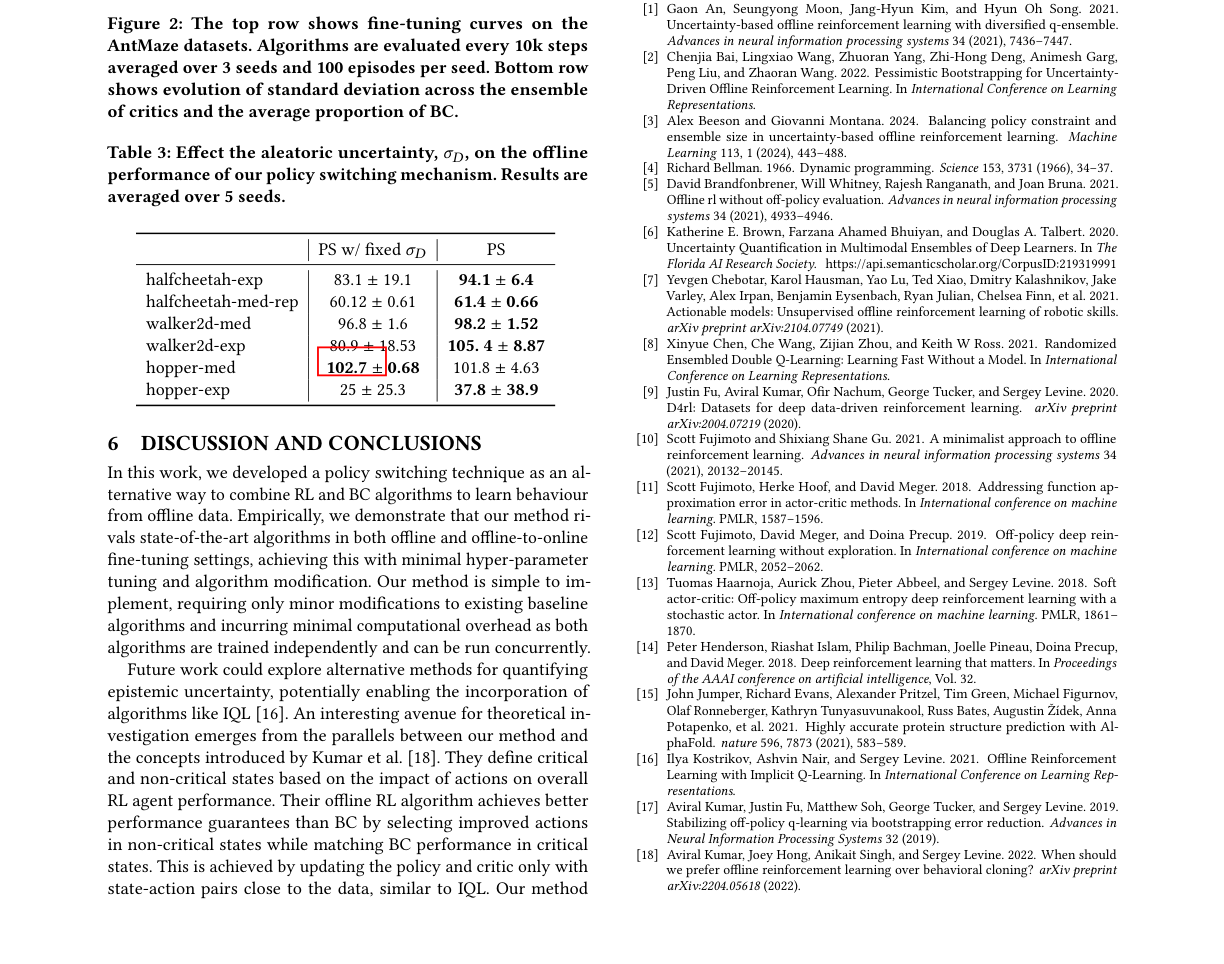 Figure 2: The top row shows fine-tuning curves on the
AntMaze datasets. Algorithms are evaluated every 10k steps
averaged over 3 seeds and 100 episodes per seed. Bottom row
shows evolution of standard deviation across the ensemble
of critics and the average proportion of BC.
Table 3: Effect the aleatoric uncertainty, σD, on the offline
performance of our policy switching mechanism. Results are
averaged over 5 seeds.
PS w/ fixed σD PS
halfcheetah-exp 83.1 ± 19.1 94.1 ± 6.4
halfcheetah-med-rep 60.12 ± 0.61 61.4 ± 0.66
walker2d-med 96.8 ± 1.6 98.2 ± 1.52
walker2d-exp 80.9 ± 18.53 105. 4 ± 8.87
hopper-med 102.7 ± 0.68 101.8 ± 4.63
hopper-exp 25 ± 25.3 37.8 ± 38.9
6 DISCUSSION AND CONCLUSIONS
In this work, we developed a policy switching technique as an al-
ternative way to combine RL and BC algorithms to learn behaviour
from offline data. Empirically, we demonstrate that our method ri-
vals state-of-the-art algorithms in both offline and offline-to-online
fine-tuning settings, achieving this with minimal hyper-parameter
tuning and algorithm modification. Our method is simple to im-
plement, requiring only minor modifications to existing baseline
algorithms and incurring minimal computational overhead as both
algorithms are trained independently and can be run concurrently.
Future work could explore alternative methods for quantifying
epistemic uncertainty, potentially enabling the incorporation of
algorithms like IQL [16]. An interesting avenue for theoretical in-
vestigation emerges from the parallels between our method and
the concepts introduced by Kumar et al. [18]. They define critical
and non-critical states based on the impact of actions on overall
RL agent performance. Their offline RL algorithm achieves better
performance guarantees than BC by selecting improved actions
in non-critical states while matching BC performance in critical
states. This is achieved by updating the policy and critic only with
state-action pairs close to the data, similar to IQL. Our method
[1] Gaon An, Seungyong Moon, Jang-Hyun Kim, and Hyun Oh Song. 2021.
Uncertainty-based offline reinforcement learning with diversified q-ensemble.
Advances in neural information processing systems 34 (2021), 7436–7447.
[2] Chenjia Bai, Lingxiao Wang, Zhuoran Yang, Zhi-Hong Deng, Animesh Garg,
Peng Liu, and Zhaoran Wang. 2022. Pessimistic Bootstrapping for Uncertainty-
Driven Offline Reinforcement Learning. In International Conference on Learning
Representations.
[3] Alex Beeson and Giovanni Montana. 2024. Balancing policy constraint and
ensemble size in uncertainty-based offline reinforcement learning. Machine
Learning 113, 1 (2024), 443–488.
[4] Richard Bellman. 1966. Dynamic programming. Science 153, 3731 (1966), 34–37.
[5] David Brandfonbrener, Will Whitney, Rajesh Ranganath, and Joan Bruna. 2021.
Offline rl without off-policy evaluation. Advances in neural information processing
systems 34 (2021), 4933–4946.
[6] Katherine E. Brown, Farzana Ahamed Bhuiyan, and Douglas A. Talbert. 2020.
Uncertainty Quantification in Multimodal Ensembles of Deep Learners. In The
Florida AI Research Society. https://api.semanticscholar.org/CorpusID:219319991
[7] Yevgen Chebotar, Karol Hausman, Yao Lu, Ted Xiao, Dmitry Kalashnikov, Jake
Varley, Alex Irpan, Benjamin Eysenbach, Ryan Julian, Chelsea Finn, et al. 2021.
Actionable models: Unsupervised offline reinforcement learning of robotic skills.
arXiv preprint arXiv:2104.07749 (2021).
[8] Xinyue Chen, Che Wang, Zijian Zhou, and Keith W Ross. 2021. Randomized
Ensembled Double Q-Learning: Learning Fast Without a Model. In International
Conference on Learning Representations.
[9] Justin Fu, Aviral Kumar, Ofir Nachum, George Tucker, and Sergey Levine. 2020.
D4rl: Datasets for deep data-driven reinforcement learning. arXiv preprint
arXiv:2004.07219 (2020).
[10] Scott Fujimoto and Shixiang Shane Gu. 2021. A minimalist approach to offline
reinforcement learning. Advances in neural information processing systems 34
(2021), 20132–20145.
[11] Scott Fujimoto, Herke Hoof, and David Meger. 2018. Addressing function ap-
proximation error in actor-critic methods. In International conference on machine
learning. PMLR, 1587–1596.
[12] Scott Fujimoto, David Meger, and Doina Precup. 2019. Off-policy deep rein-
forcement learning without exploration. In International conference on machine
learning. PMLR, 2052–2062.
[13] Tuomas Haarnoja, Aurick Zhou, Pieter Abbeel, and Sergey Levine. 2018. Soft
actor-critic: Off-policy maximum entropy deep reinforcement learning with a
stochastic actor. In International conference on machine learning. PMLR, 1861–
1870.
[14] Peter Henderson, Riashat Islam, Philip Bachman, Joelle Pineau, Doina Precup,
and David Meger. 2018. Deep reinforcement learning that matters. In Proceedings
of the AAAI conference on artificial intelligence, Vol. 32.
[15] John Jumper, Richard Evans, Alexander Pritzel, Tim Green, Michael Figurnov,
Olaf Ronneberger, Kathryn Tunyasuvunakool, Russ Bates, Augustin Žídek, Anna
Potapenko, et al. 2021. Highly accurate protein structure prediction with Al-
phaFold. nature 596, 7873 (2021), 583–589.
[16] Ilya Kostrikov, Ashvin Nair, and Sergey Levine. 2021. Offline Reinforcement
Learning with Implicit Q-Learning. In International Conference on Learning Rep-
resentations.
[17] Aviral Kumar, Justin Fu, Matthew Soh, George Tucker, and Sergey Levine. 2019.
Stabilizing off-policy q-learning via bootstrapping error reduction. Advances in
Neural Information Processing Systems 32 (2019).
[18] Aviral Kumar, Joey Hong, Anikait Singh, and Sergey Levine. 2022. When should
we prefer offline reinforcement learning over behavioral cloning? arXiv preprint
arXiv:2204.05618 (2022).